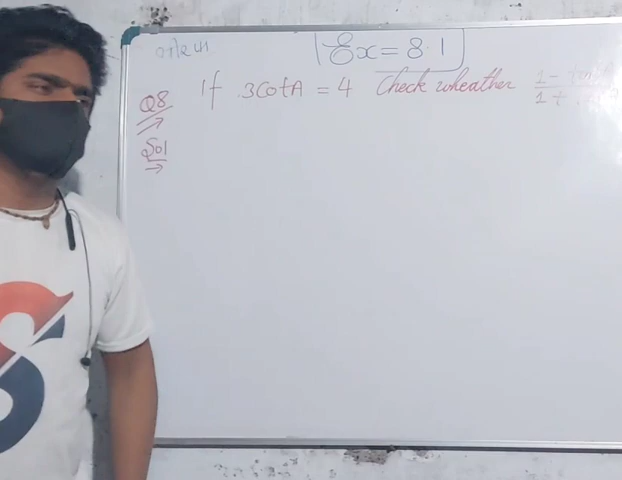 Ex = 8.1
Q8 If 3CotA = 4 Check wheather
Sol